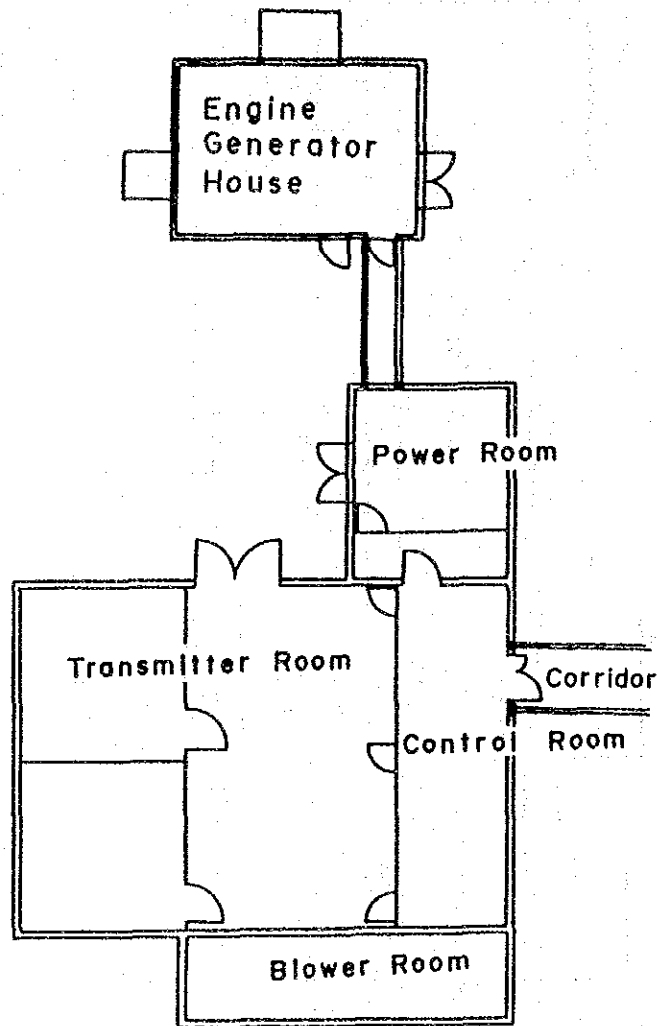 Engine
Generator
House
Power Room
Transmitter Room
Corridor
Control Room
Blower Room